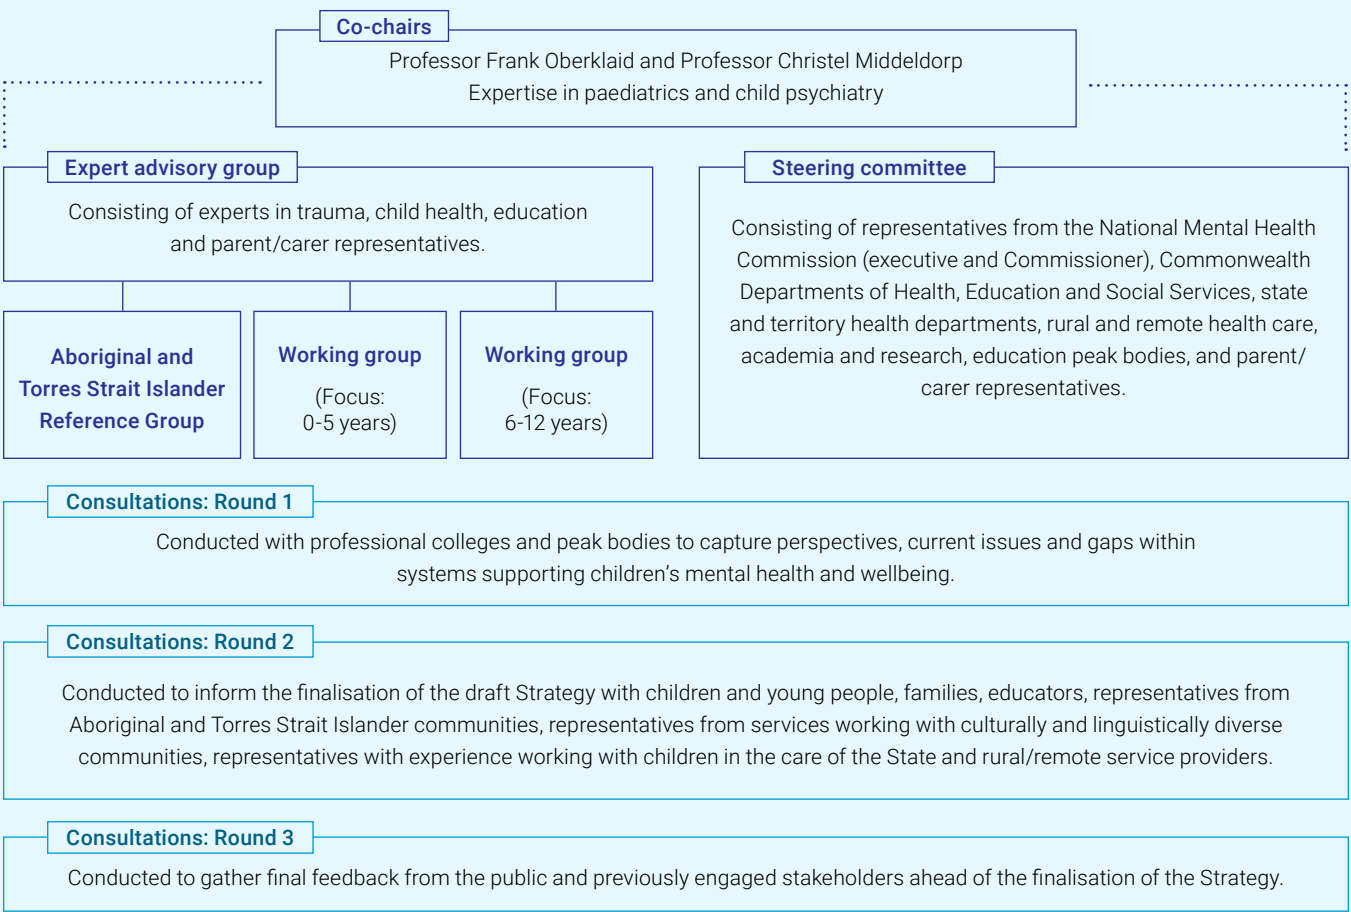 Co-chairs
Professor Frank Oberklaid and Professor Christel Middeldorp
Expertise in paediatrics and child psychiatry
Expert advisory group
Consisting of experts in trauma, child health, education
and parent/carer representatives.
Aboriginal and
Torres Strait Islander
Reference Group
Working group
(Focus:
0-5 years)
Working group
(Focus:
6-12 years)
Steering committee
Consisting of representatives from the National Mental Health
Commission (executive and Commissioner), Commonwealth
Departments of Health, Education and Social Services, state
and territory health departments, rural and remote health care,
academia and research, education peak bodies, and parent/
carer representatives.
Consultations: Round 1
Conducted with professional colleges and peak bodies to capture perspectives, current issues and gaps within
systems supporting children’s mental health and wellbeing.
Consultations: Round 2
Conducted to inform the finalisation of the draft Strategy with children and young people, families, educators, representatives from
Aboriginal and Torres Strait Islander communities, representatives from services working with culturally and linguistically diverse
communities, representatives with experience working with children in the care of the State and rural/remote service providers.
Consultations: Round 3
Conducted to gather final feedback from the public and previously engaged stakeholders ahead of the finalisation of the Strategy.